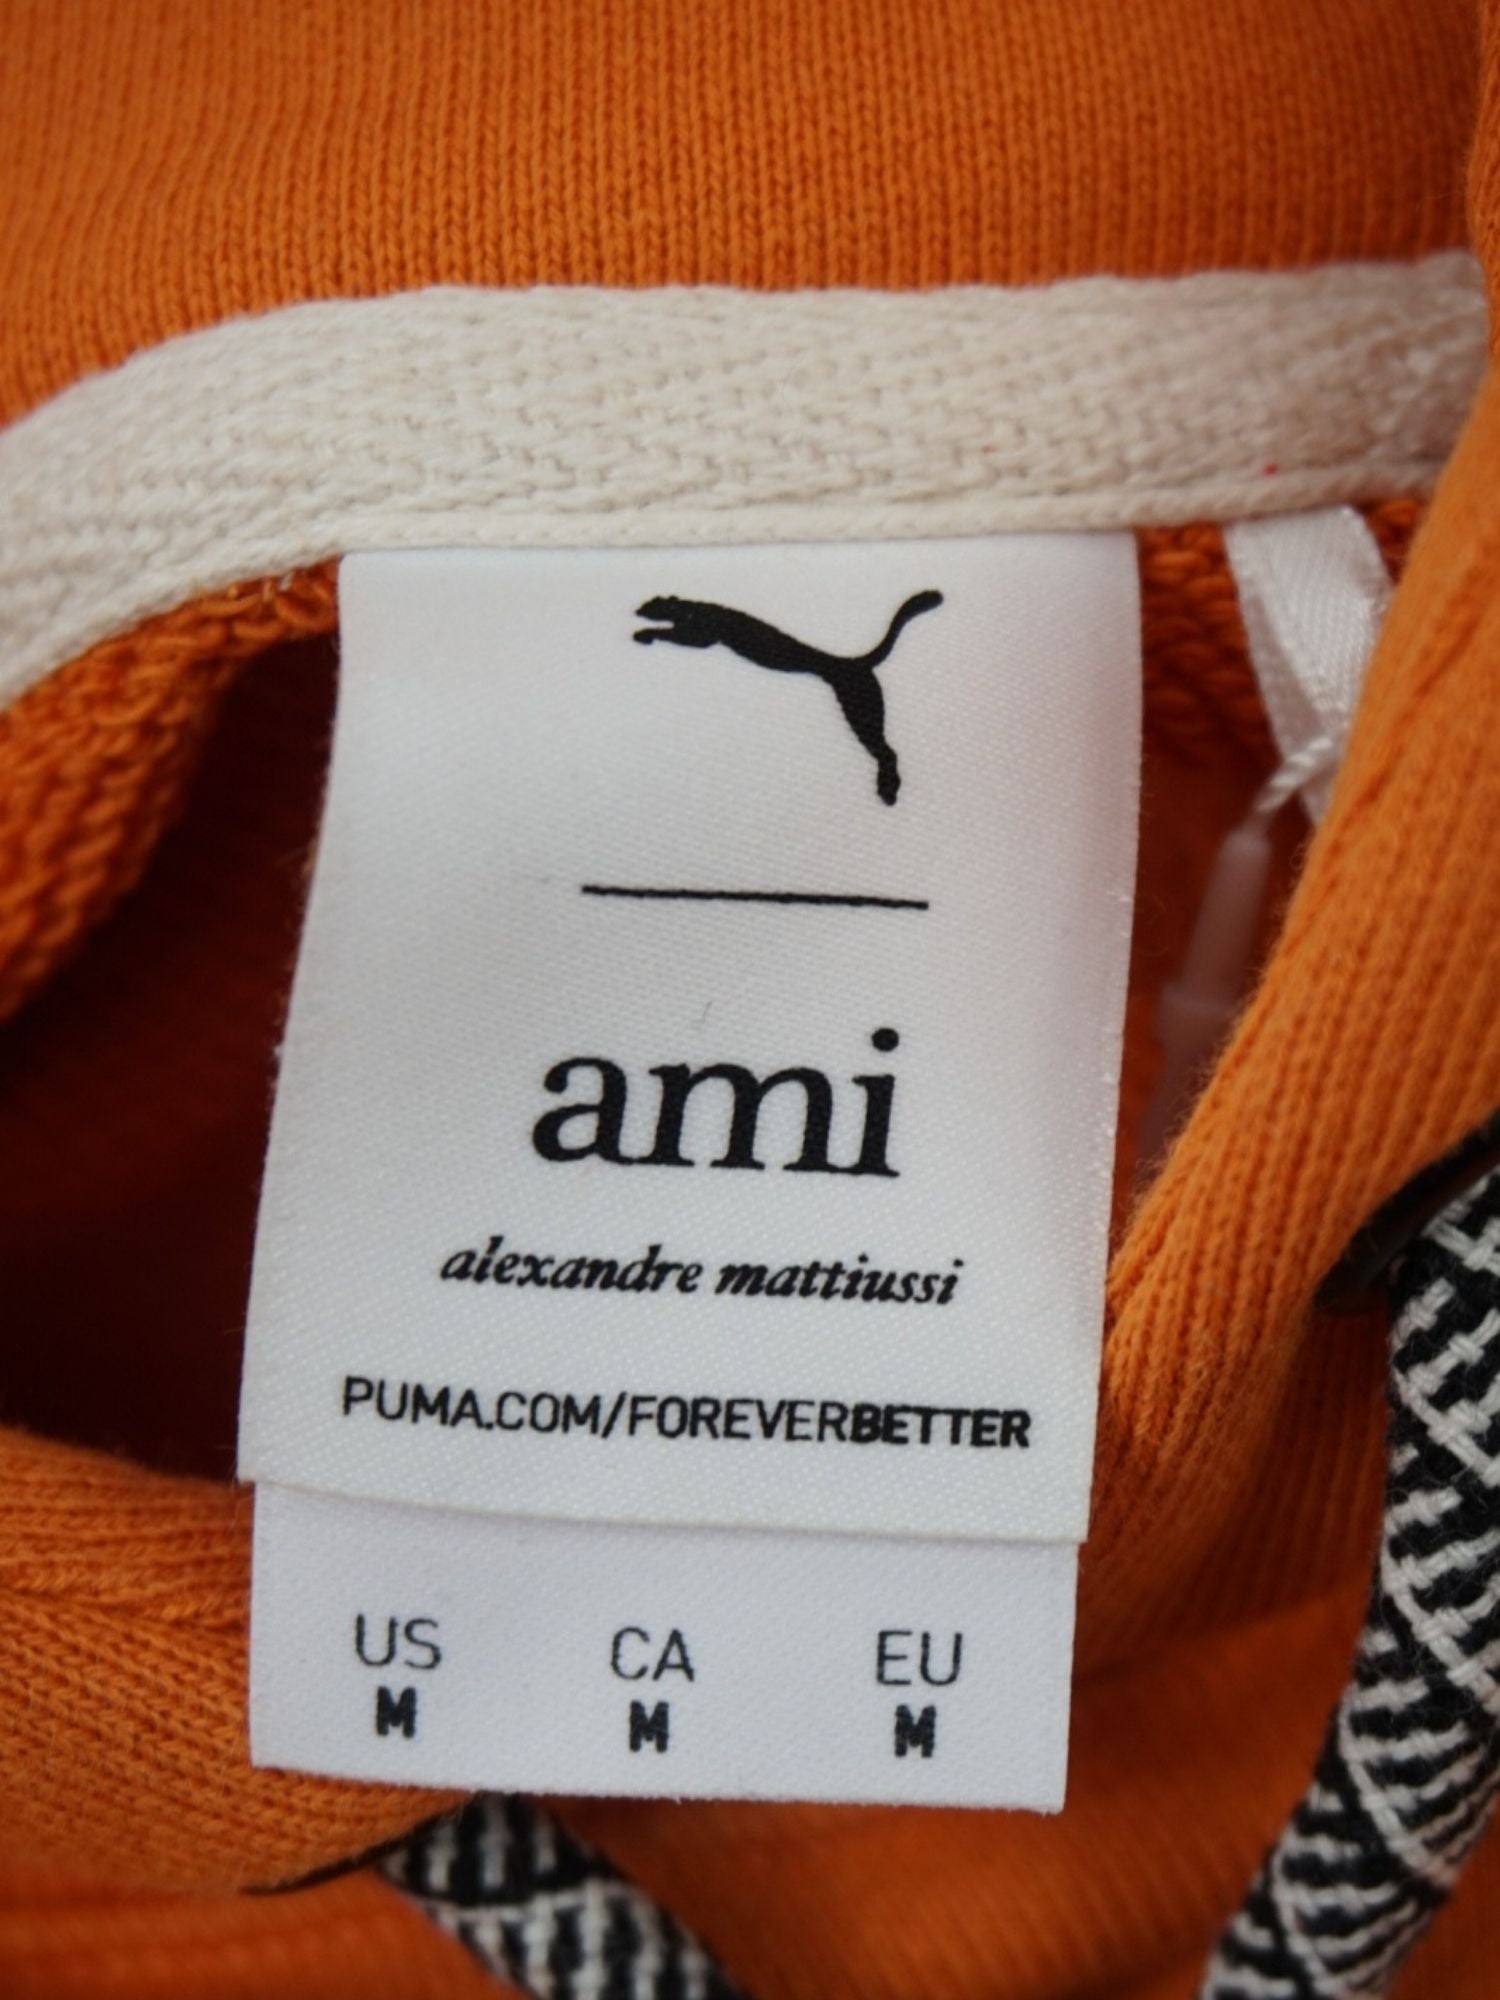 ami
alexandre mattiussi
PUMA.COM/FOREVERBETTER
US CA EU
M M M